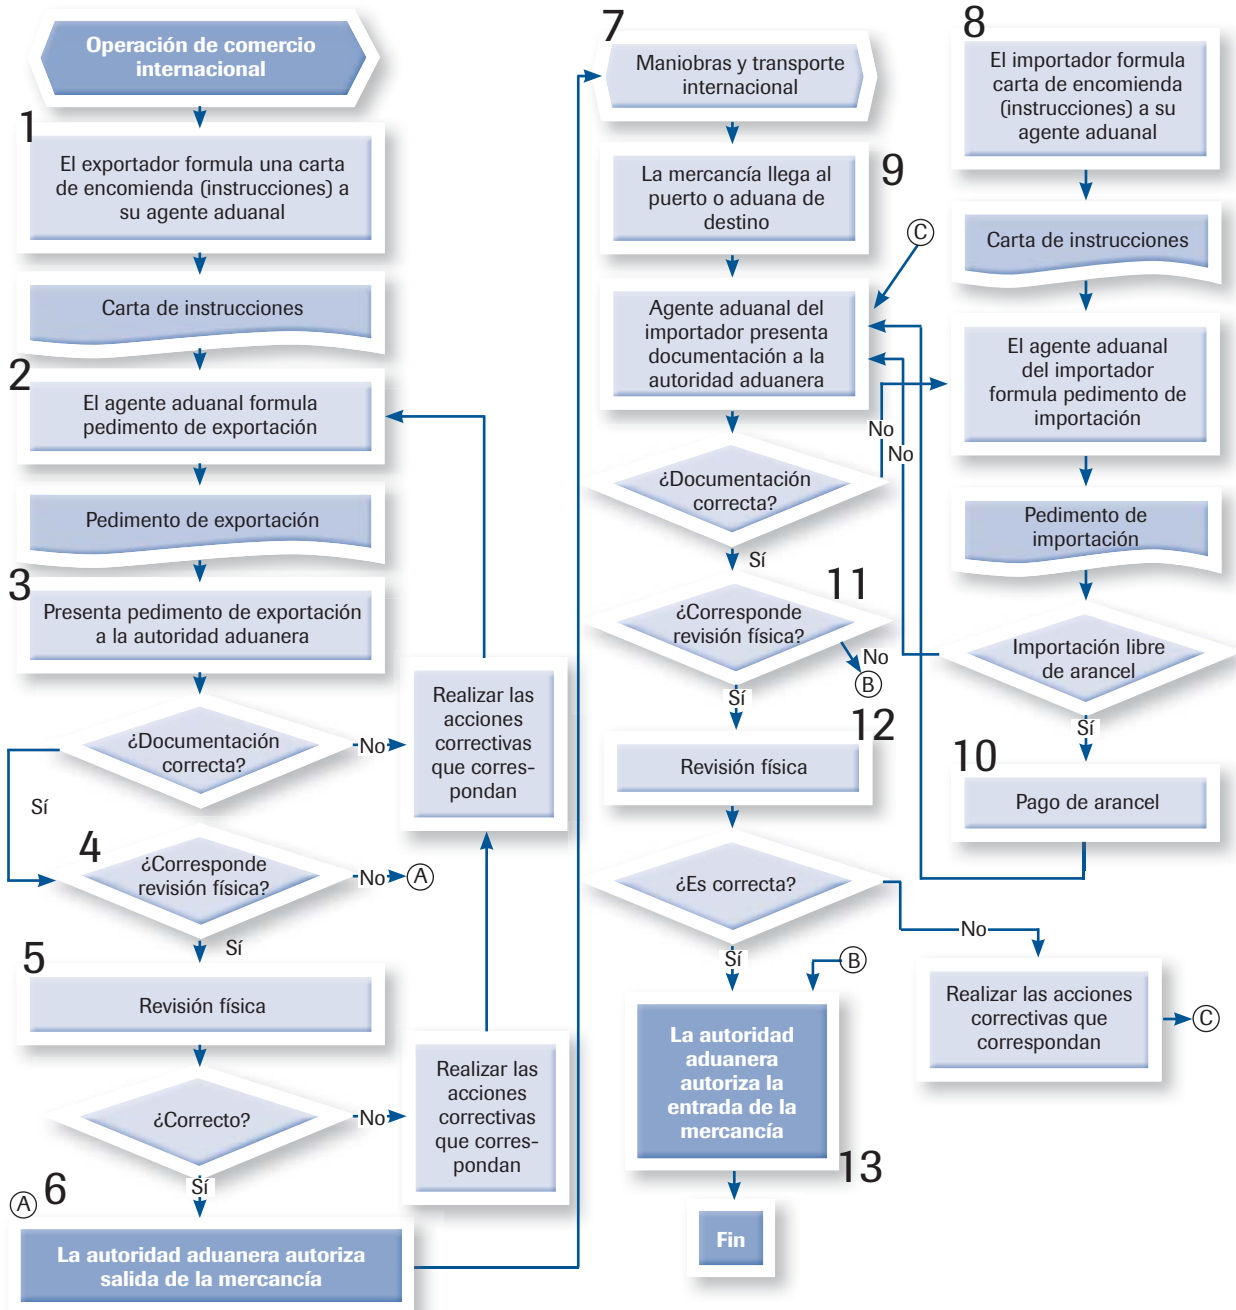 Operación de comercio
internacional
1
El exportador formula una carta
de encomienda (instrucciones) a
su agente aduanal
Carta de instrucciones
2
El agente aduanal formula
pedimento de exportación
Pedimento de exportación
3
Presenta pedimento de exportación
a la autoridad aduanera
¿Documentación
correcta?
No
Sí
Realizar las
acciones
correctivas
que corres-
pondan
4
¿Corresponde
revisión física?
No
A
Sí
5
Revisión física
¿Correcto?
No
Realizar las
acciones
correctivas
que corres-
pondan
Sí
A
6
La autoridad aduanera autoriza
salida de la mercancía
7
Maniobras y transporte
internacional
La mercancía llega al
puerto o aduana de
destino
9
C
Agente aduanal del
importador presenta
documentación a la
autoridad aduanera
No
No
¿Documentación
correcta?
Sí
11
¿Corresponde
revisión física?
No
B
Sí
12
Revisión física
¿Es correcta?
No
Sí
B
La autoridad
aduanera
autoriza la
entrada de la
mercancía
13
Fin
8
El importador formula
carta de encomienda
(instrucciones) a su
agente aduanal
Carta de instrucciones
El agente aduanal
del importador
formula pedimento de
importación
Pedimento de
importación
Importación libre
de arancel
Sí
10
Pago de arancel
Realizar las acciones
correctivas que
correspondan
C